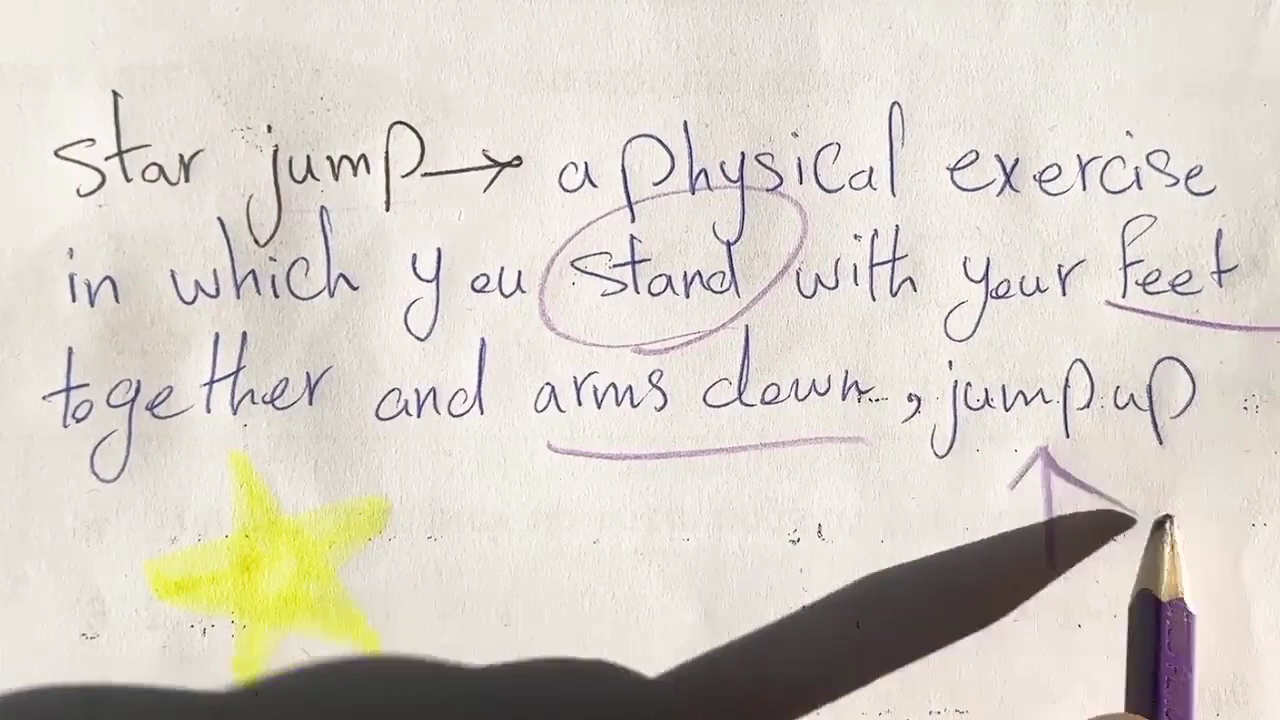 star jump → a physical exercise
in which you stand with your feet
together and arms down, jump up